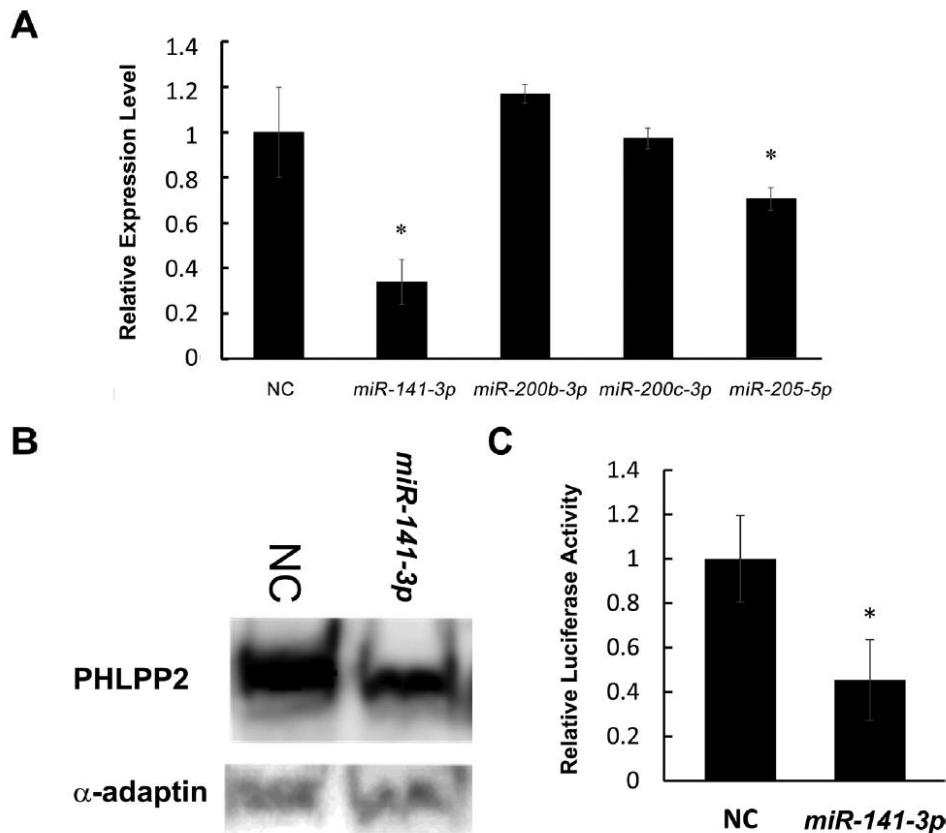 A
Relative Expression Level
1.4
1.2
1
0.8
0.6
0.4
0.2
0
*
*
NC
miR-141-3p
miR-200b-3p
miR-200c-3p
miR-205-5p
B
NC
miR-141-3p
PHLPP2
α-adaptin
C
Relative Luciferase Activity
1.4
1.2
1
0.8
0.6
0.4
0.2
0
*
NC
miR-141-3p